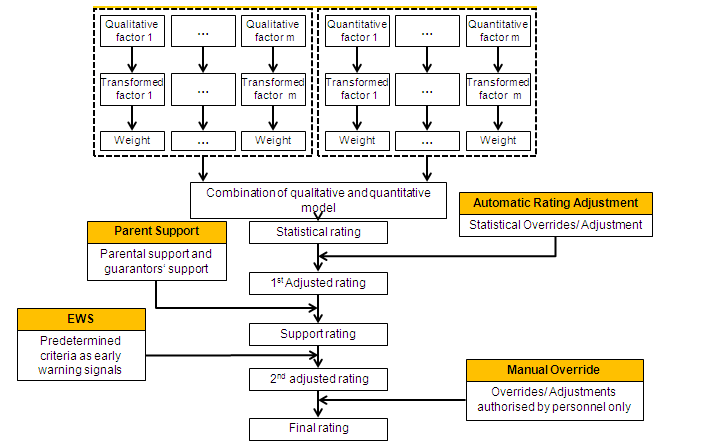 Qualitative factor 1
...
Qualitative factor m
Quantitative factor 1
...
Quantitative factor m
Transformed factor 1
...
Transformed factor m
Transformed factor 1
...
Transformed factor m
Weight
...
Weight
Weight
...
Weight
Combination of qualitative and quantitative
model
Automatic Rating Adjustment
Statistical Overrides/ Adjustment
Statistical rating
Parent Support
Parental support and
guarantors' support
1st Adjusted rating
EWS
Predetermined
criteria as early
warning signals
Support rating
2nd adjusted rating
Manual Override
Overrides/ Adjustments
authorised by personnel only
Final rating